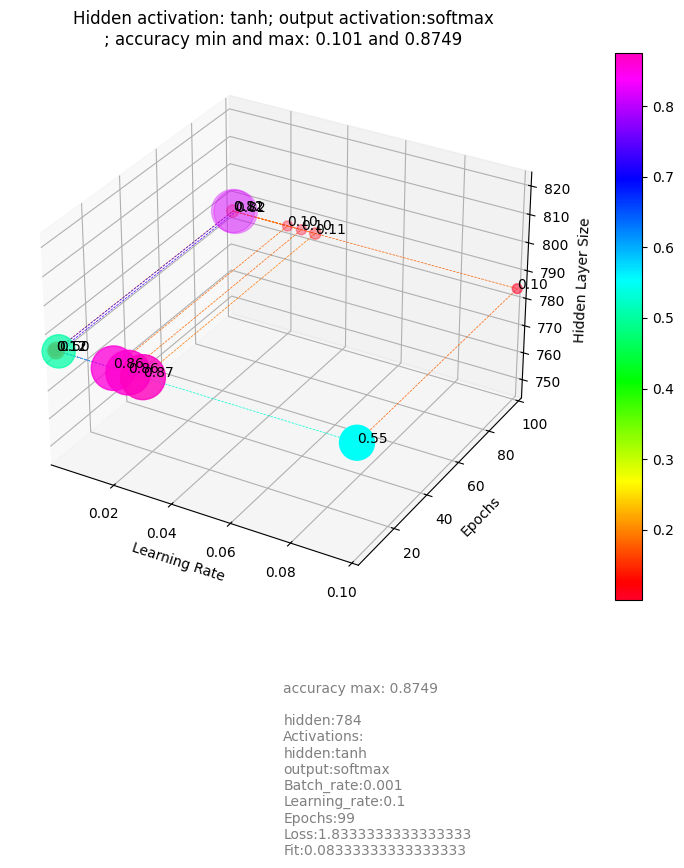 Hidden activation: tanh; output activation:softmax
; accuracy min and max: 0.101 and 0.8749
820
810
800
790
780
770
760
750
Hidden Layer Size
100
80
60
40
20
Epochs
0.02
0.04
0.06
0.08
0.10
Learning Rate
0.82
0.10
0.10
0.11
0.10
0.12
0.86
0.86
0.87
0.55
0.8
0.7
0.6
0.5
0.4
0.3
0.2
accuracy max: 0.8749
hidden:784
Activations:
hidden:tanh
output:softmax
Batch_rate:0.001
Learning_rate:0.1
Epochs:99
Loss:1.8333333333333333
Fit:0.08333333333333333